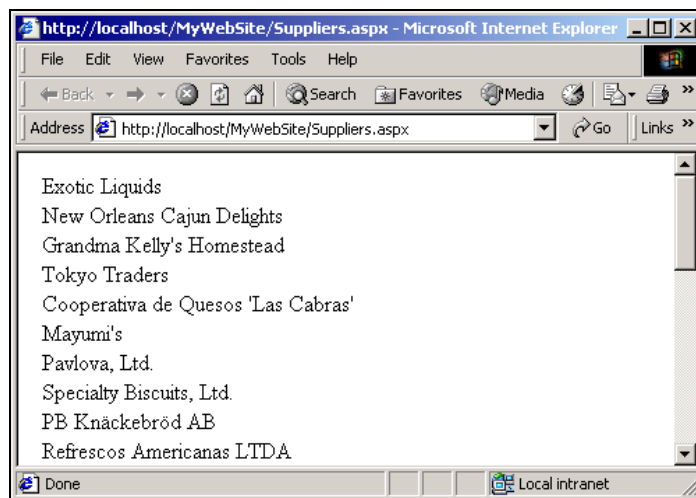 http://localhost/MyWebSite/Suppliers.aspx - Microsoft Internet Explorer
File Edit View Favorites Tools Help
Back Search Favorites Media »
Address http://localhost/MyWebSite/Suppliers.aspx Go Links »
Exotic Liquids
New Orleans Cajun Delights
Grandma Kelly's Homestead
Tokyo Traders
Cooperativa de Quesos 'Las Cabras'
Mayumi's
Pavlova, Ltd.
Specialty Biscuits, Ltd.
PB Knäckebröd AB
Refrescos Americanas LTDA
Done Local intranet